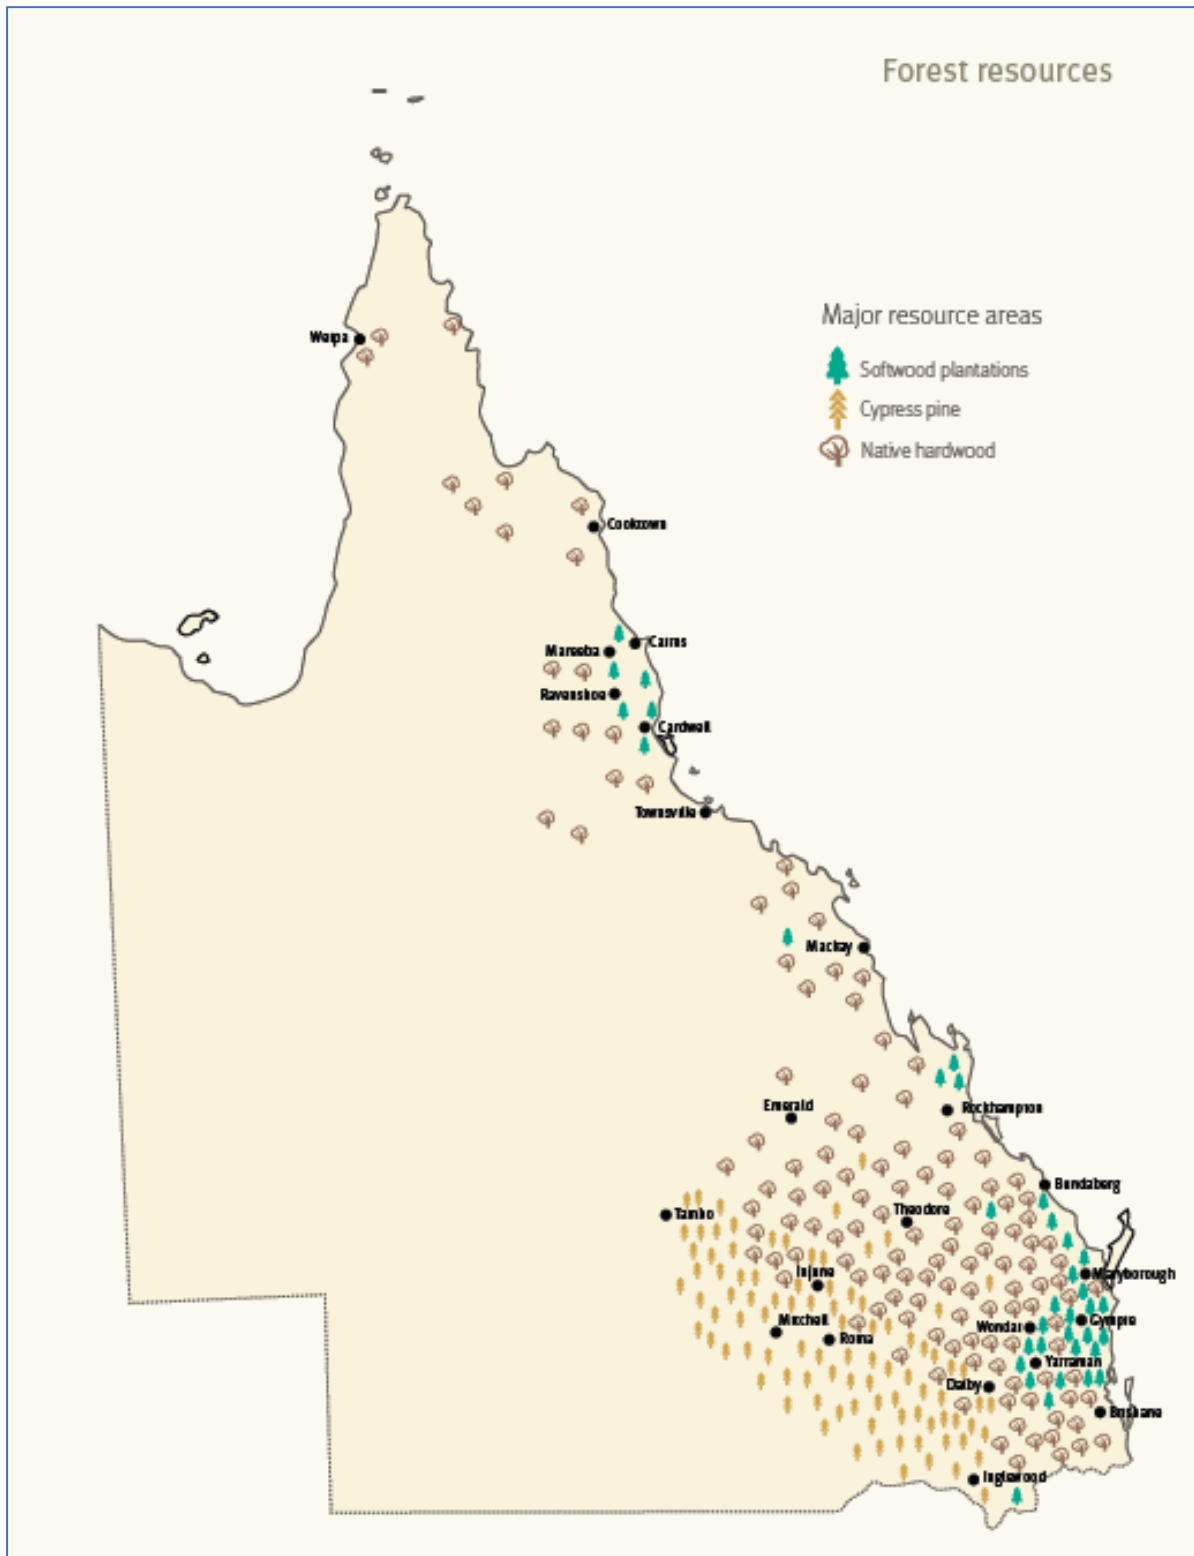 Forest resources
Major resource areas
Softwood plantations
Cypress pine
Native hardwood
Weipa
Cooktown
Cairns
Mareeba
Ravenshoe
Cardwell
Townsville
Mackay
Emerald
Rockhampton
Bundaberg
Tambo
Theodore
Injune
Maryborough
Mitchell
Roma
Wondai
Gympie
Yarraman
Dalby
Brisbane
Inglewood